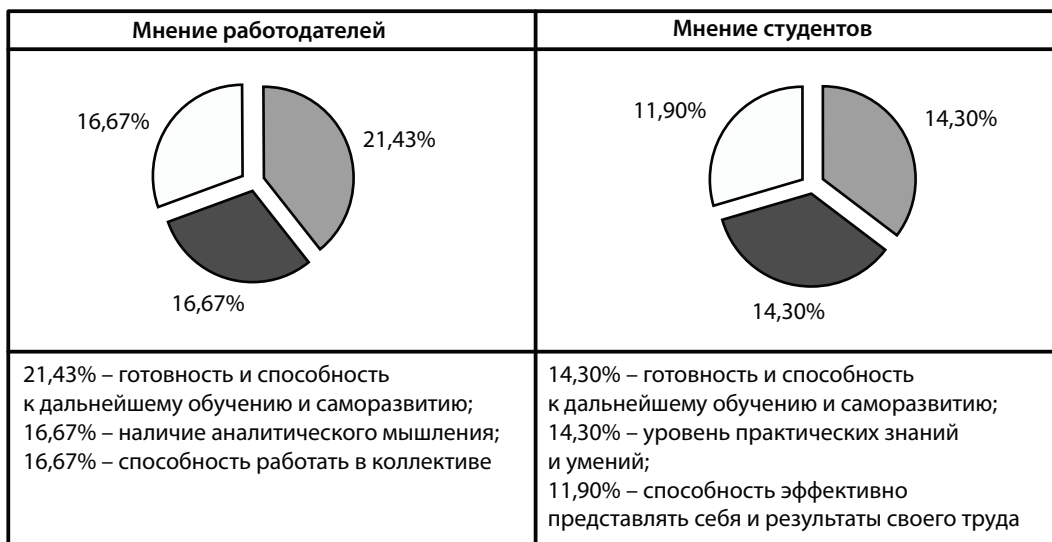 Мнение работодателей
Мнение студентов
16,67%
21,43%
16,67%
11,90%
14,30%
14,30%
21,43% – готовность и способность
к дальнейшему обучению и саморазвитию;
16,67% – наличие аналитического мышления;
16,67% – способность работать в коллективе
14,30% – готовность и способность
к дальнейшему обучению и саморазвитию;
14,30% – уровень практических знаний
и умений;
11,90% – способность эффективно
представлять себя и результаты своего труда